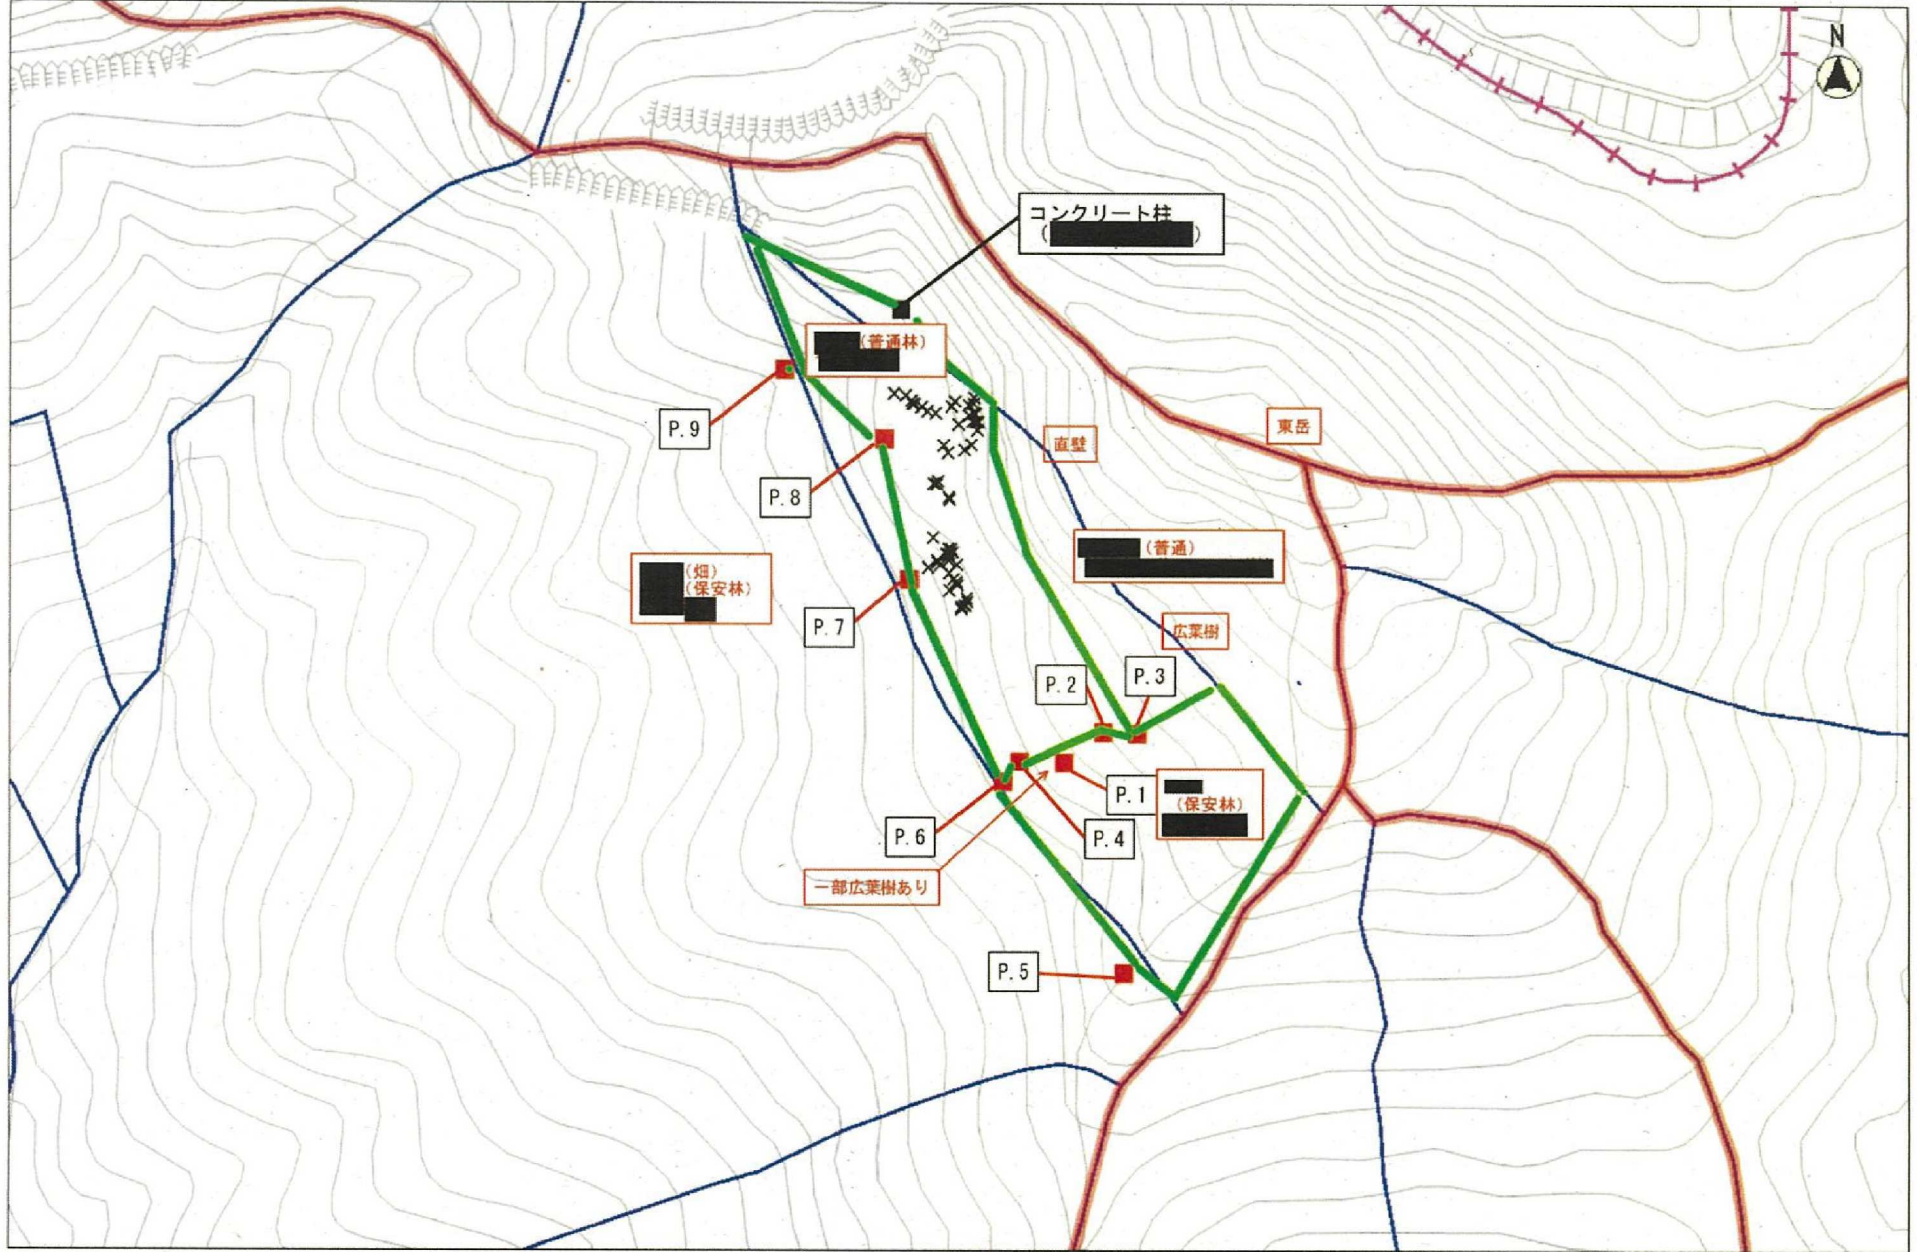 N
コンクリート柱
( )
(普通林)
P.9
直壁
東岳
P.8
(普通)
(畑)
(保安林)
P.7
広葉樹
P.2
P.3
P.1
(保安林)
P.6
P.4
一部広葉樹あり
P.5